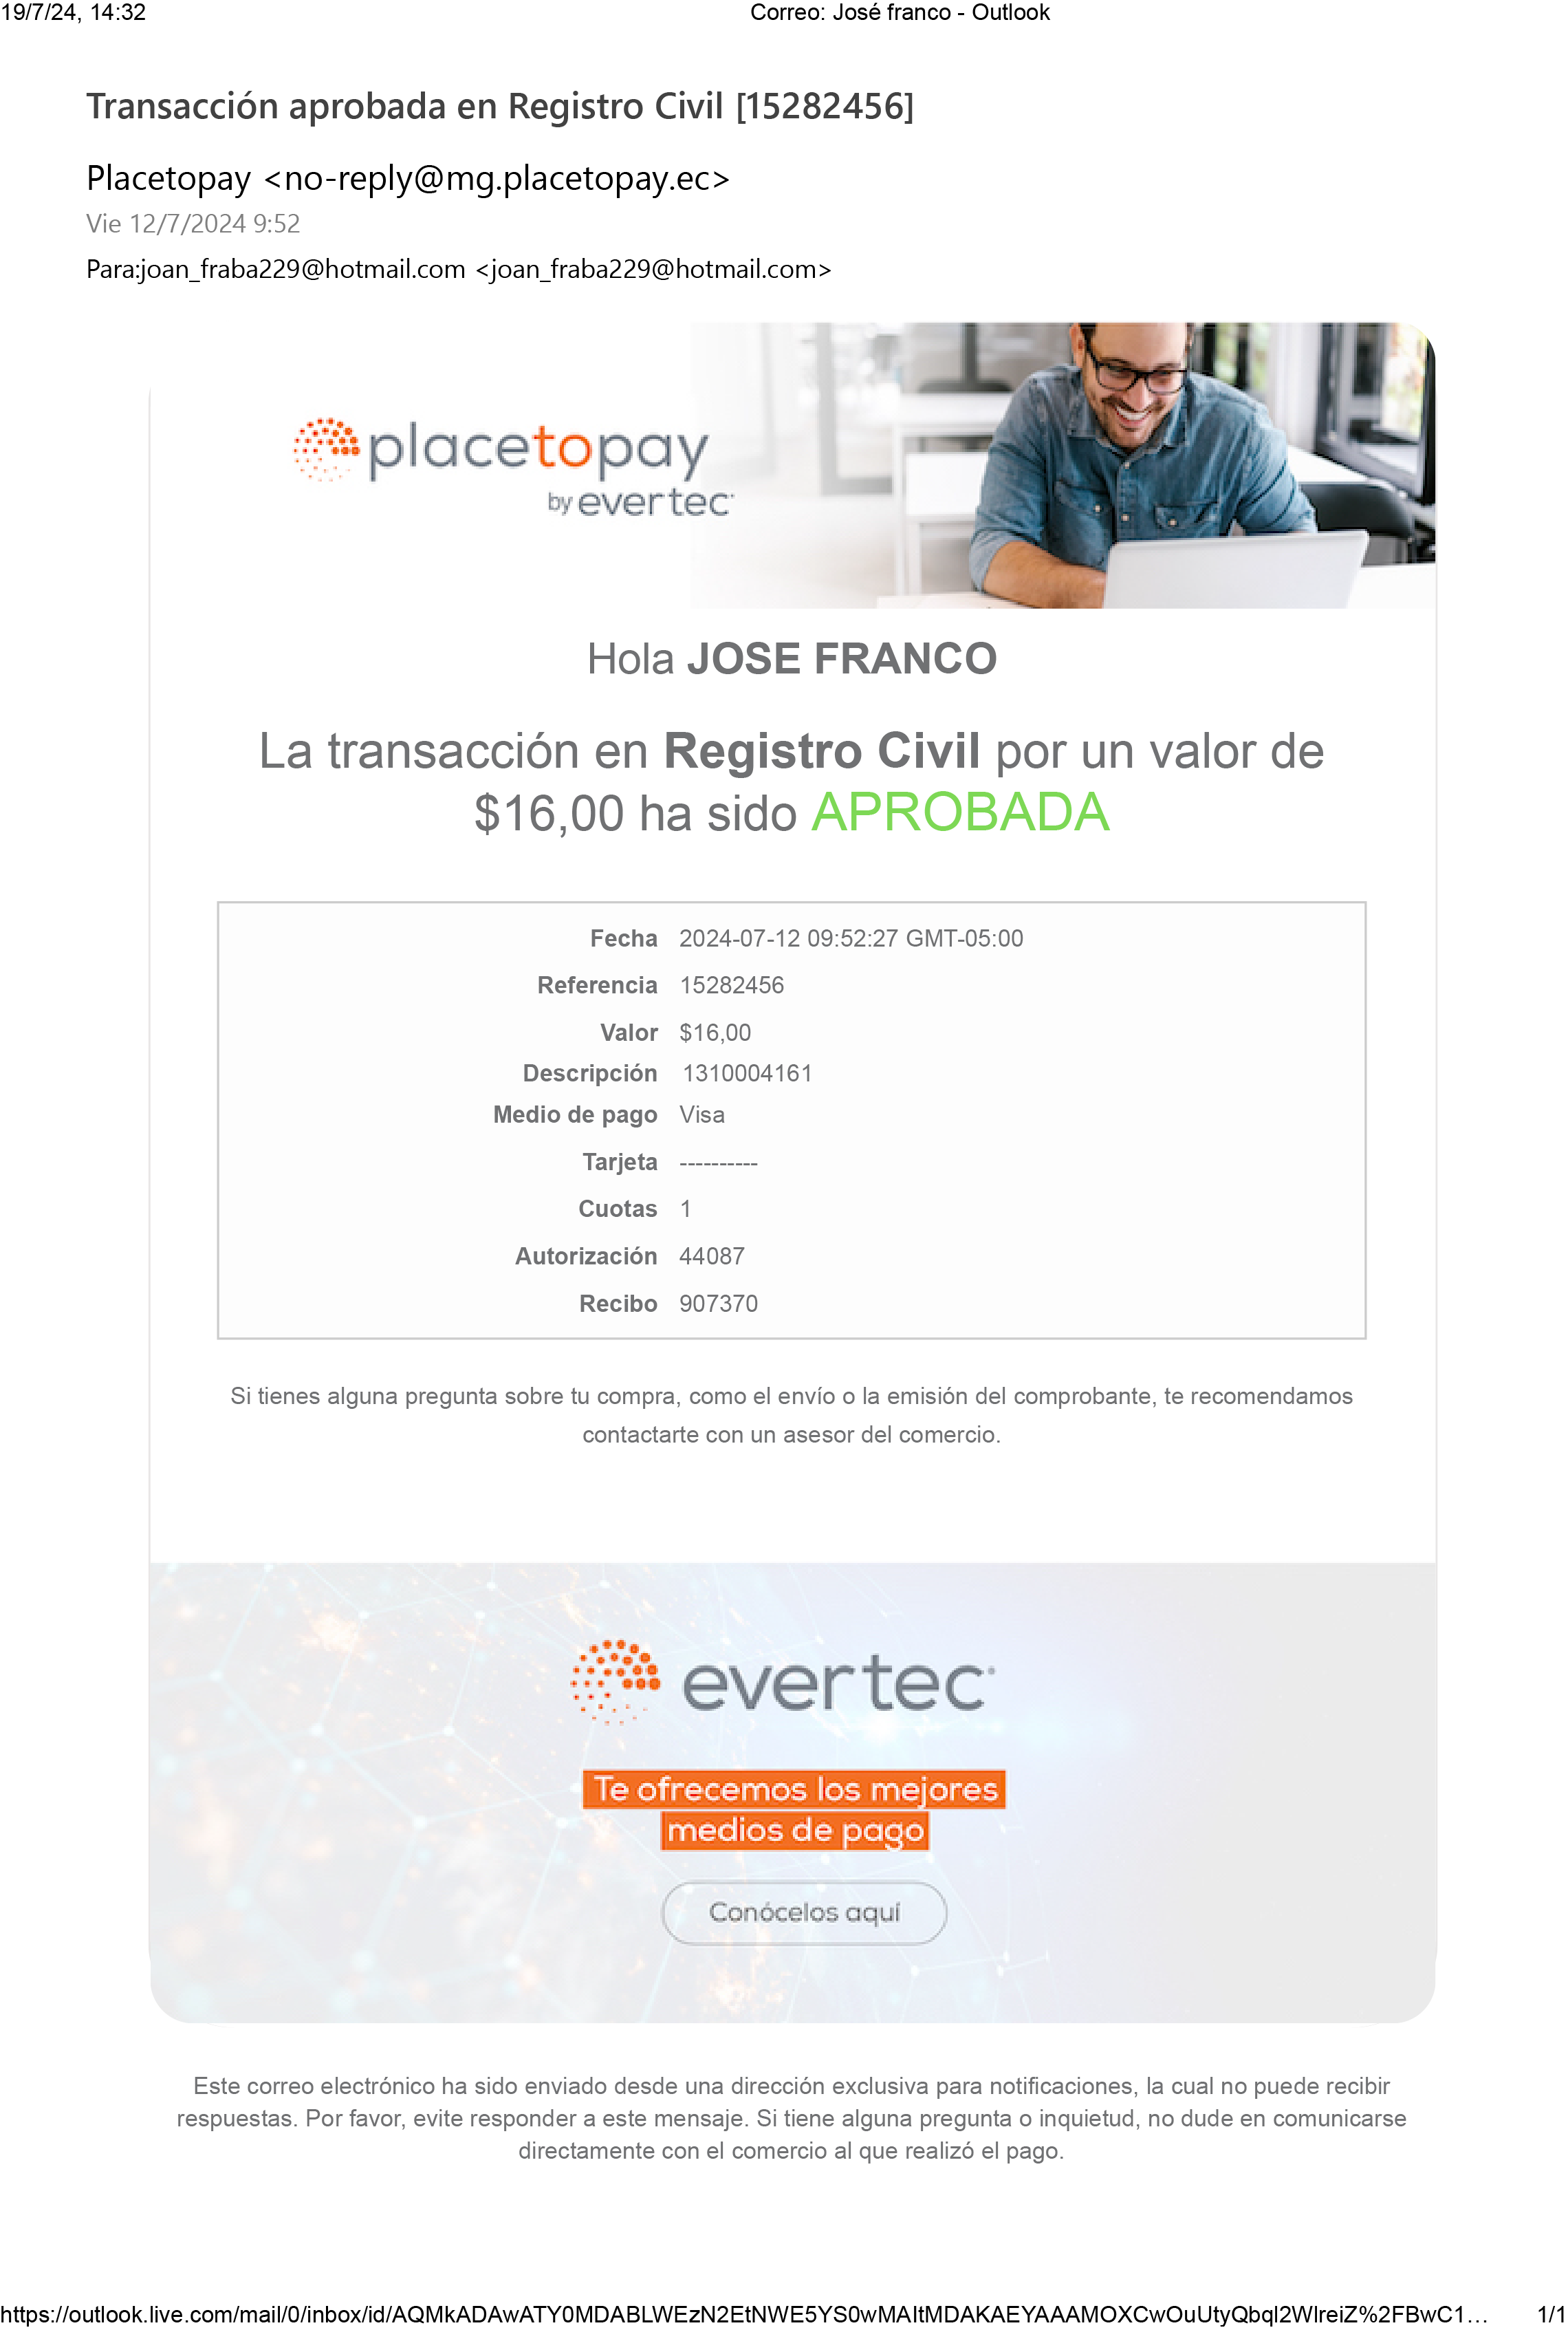 19/7/24, 14:32
Correo: José franco - Outlook
Transacción aprobada en Registro Civil [15282456]
Placetopay <no-reply@mg.placetopay.ec>
Vie 12/7/2024 9:52
Para:joan_fraba229@hotmail.com <joan_fraba229@hotmail.com>
placetopay
by evertec
Hola JOSE FRANCO
La transacción en Registro Civil por un valor de
$16,00 ha sido APROBADA
Fecha 2024-07-12 09:52:27 GMT-05:00
Referencia 15282456
Valor $16,00
Descripción 1310004161
Medio de pago Visa
Tarjeta ----------
Cuotas 1
Autorización 44087
Recibo 907370
Si tienes alguna pregunta sobre tu compra, como el envío o la emisión del comprobante, te recomendamos
contactarte con un asesor del comercio.
evertec
Te ofrecemos los mejores
medios de pago
Conócelos aquí
Este correo electrónico ha sido enviado desde una dirección exclusiva para notificaciones, la cual no puede recibir
respuestas. Por favor, evite responder a este mensaje. Si tiene alguna pregunta o inquietud, no dude en comunicarse
directamente con el comercio al que realizó el pago.
https://outlook.live.com/mail/0/inbox/id/AQMkADAwATY0MDABLWEzN2EtNWE5YS0wMAItMDAKAEYAAAMOXCwOuUtyQbqI2WIreiZ%2FBwC1…
1/1